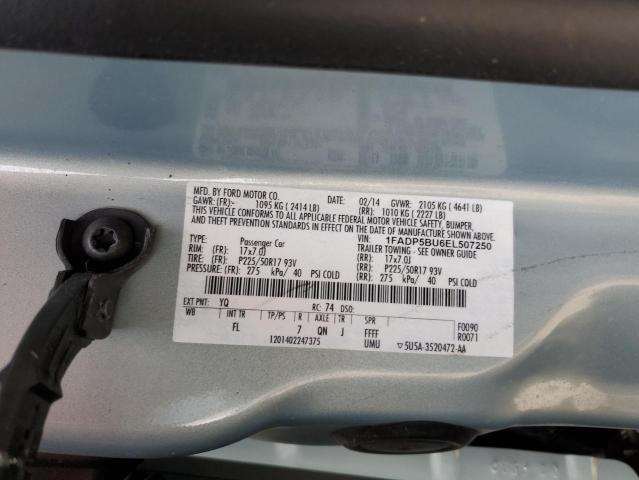 MFD. BY FORD MOTOR CO. 02/14 GVWR: 2105 KG ( 4641 LB)
GAWR: (FR):- 1095 KG ( 2414 LB) (RR): 1010 KG ( 2227 LB)
THIS VEHICLE CONFORMS TO ALL APPLICABLE FEDERAL MOTOR VEHICLE SAFETY, BUMPER,
AND THEFT PREVENTION STANDARDS IN EFFECT ON THE DATE OF MANUFACTURE SHOWN ABOVE.
VIN: 1FADP5BU6EL507250
TYPE: Passenger Car TRAILER TOWING - SEE OWNER GUIDE
RIM: (FR): 17x7.0J (RR): 17x7.0J
TIRE: (FR): P225/50R17 93V (RR): P225/50R17 93V
PRESSURE: (FR): 275 kPa/ 40 PSI COLD (RR): 275 kPa/ 40 PSI COLD
EXT PNT: YQ RC: 74 DSO:
WB INT TR TP/PS R AXLE TR SPR F0090
FL 7 QN J FFFF R0071
1201402247375 UMU ▽5U5A-3520472-AA